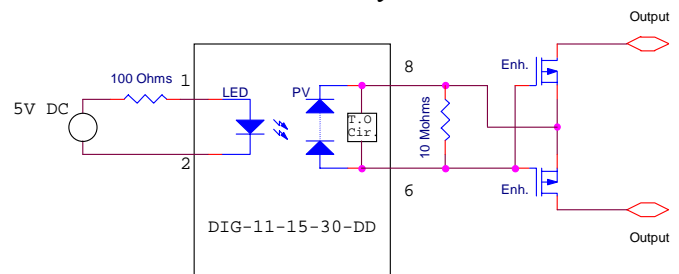 Output
100 Ohms
1
8
Enh.
LED
PV
5V DC
T.O
Cir.
10 Mohms
2
6
Enh.
DIG-11-15-30-DD
Output